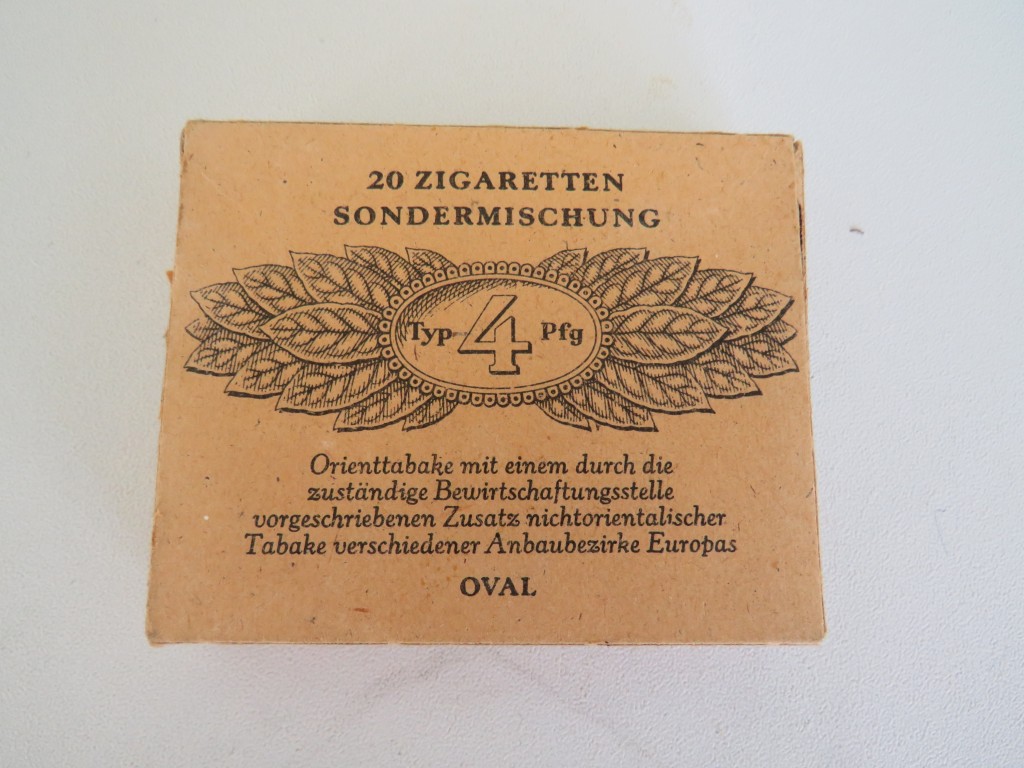 20 ZIGARETTEN
SONDERMISCHUNG
Typ 4 Pfg
Orienttabake mit einem durch die
zuständige Bewirtschaftungsstelle
vorgeschriebenen Zusatz nichtorientalischer
Tabake verschiedener Anbaubezirke Europas
OVAL